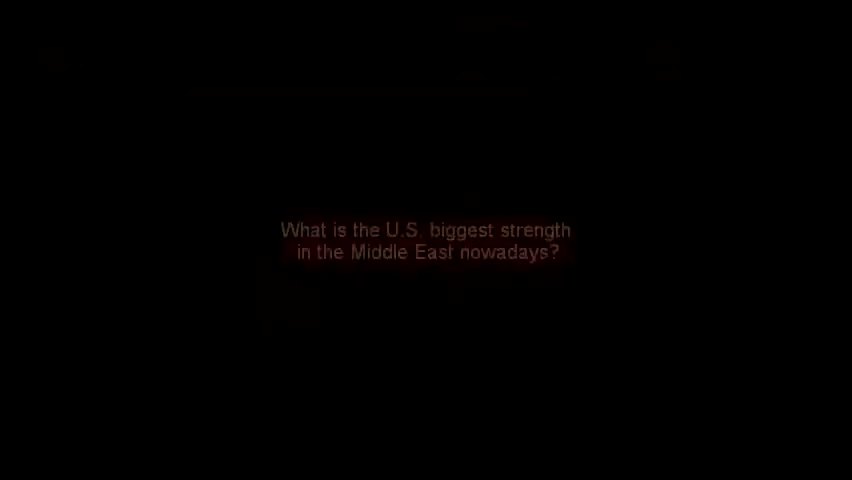 What is the U.S. biggest strength
in the Middle East nowadays?